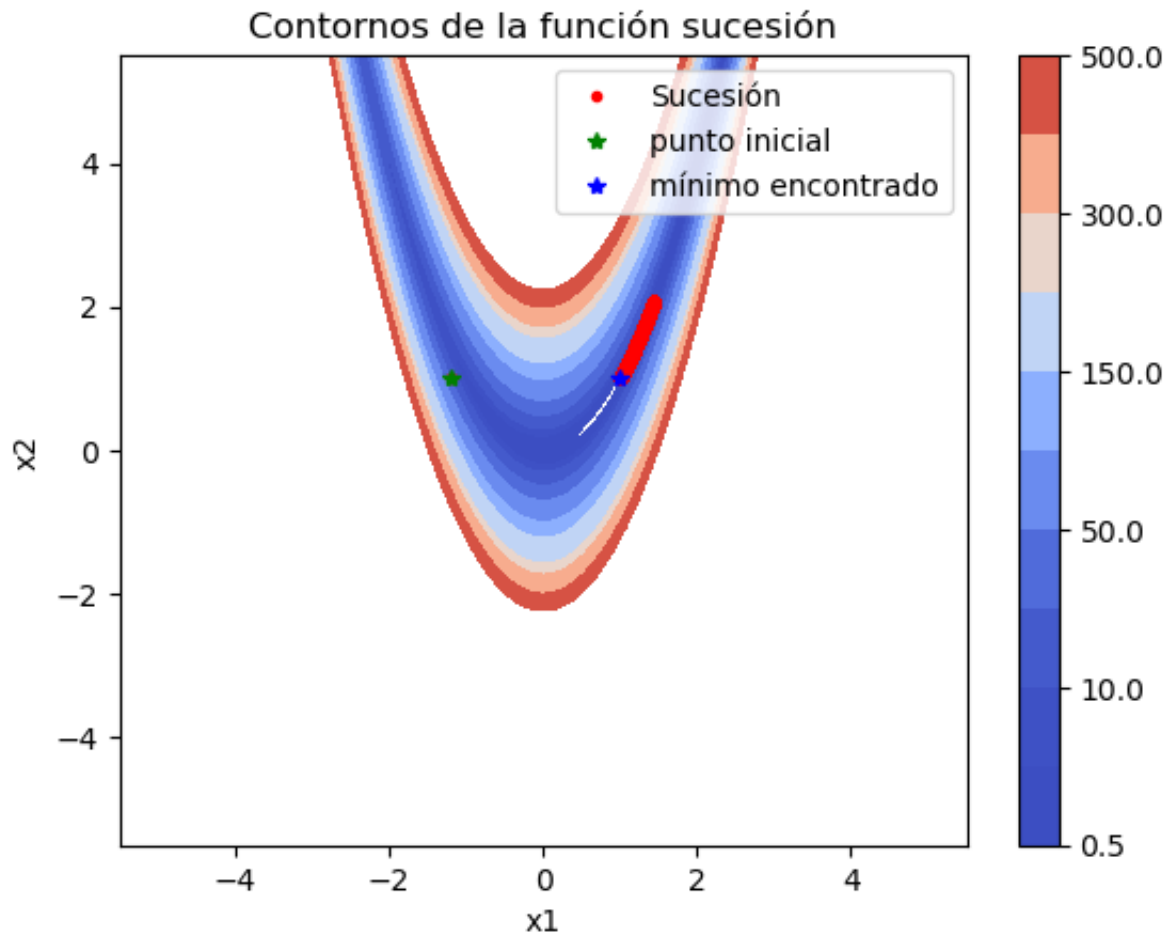 Contornos de la función sucesión
Sucesión
punto inicial
mínimo encontrado
4
2
0
−2
−4
x2
−4
−2
0
2
4
x1
500.0
300.0
150.0
50.0
10.0
0.5